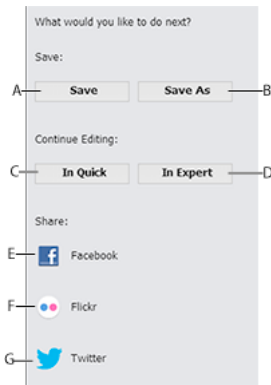 What would you like to do next?
Save:
A Save Save As B
Continue Editing:
C In Quick In Expert D
Share:
E f Facebook
F Flickr
G Twitter